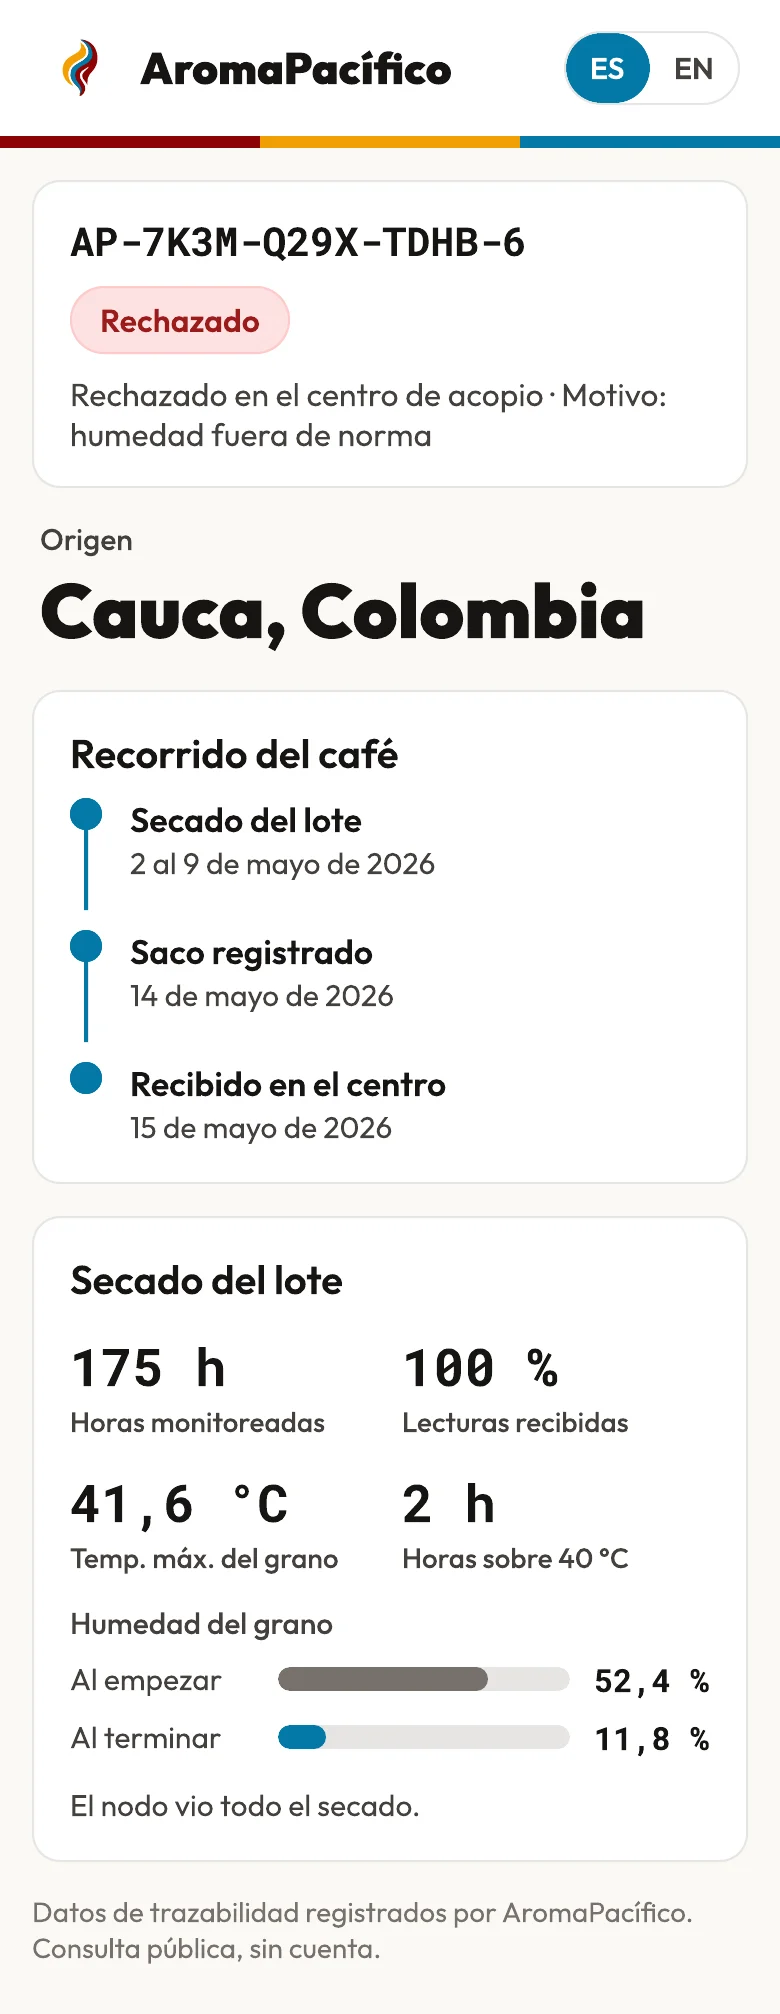 AromaPacífico
ES EN
AP-7K3M-Q29X-TDHB-6
Rechazado
Rechazado en el centro de acopio · Motivo:
humedad fuera de norma
Origen
Cauca, Colombia
Recorrido del café
Secado del lote
2 al 9 de mayo de 2026
Saco registrado
14 de mayo de 2026
Recibido en el centro
15 de mayo de 2026
Secado del lote
175 h
Horas monitoreadas
100 %
Lecturas recibidas
41,6 °C
Temp. máx. del grano
2 h
Horas sobre 40 °C
Humedad del grano
Al empezar 52,4 %
Al terminar 11,8 %
El nodo vio todo el secado.
Datos de trazabilidad registrados por AromaPacífico.
Consulta pública, sin cuenta.